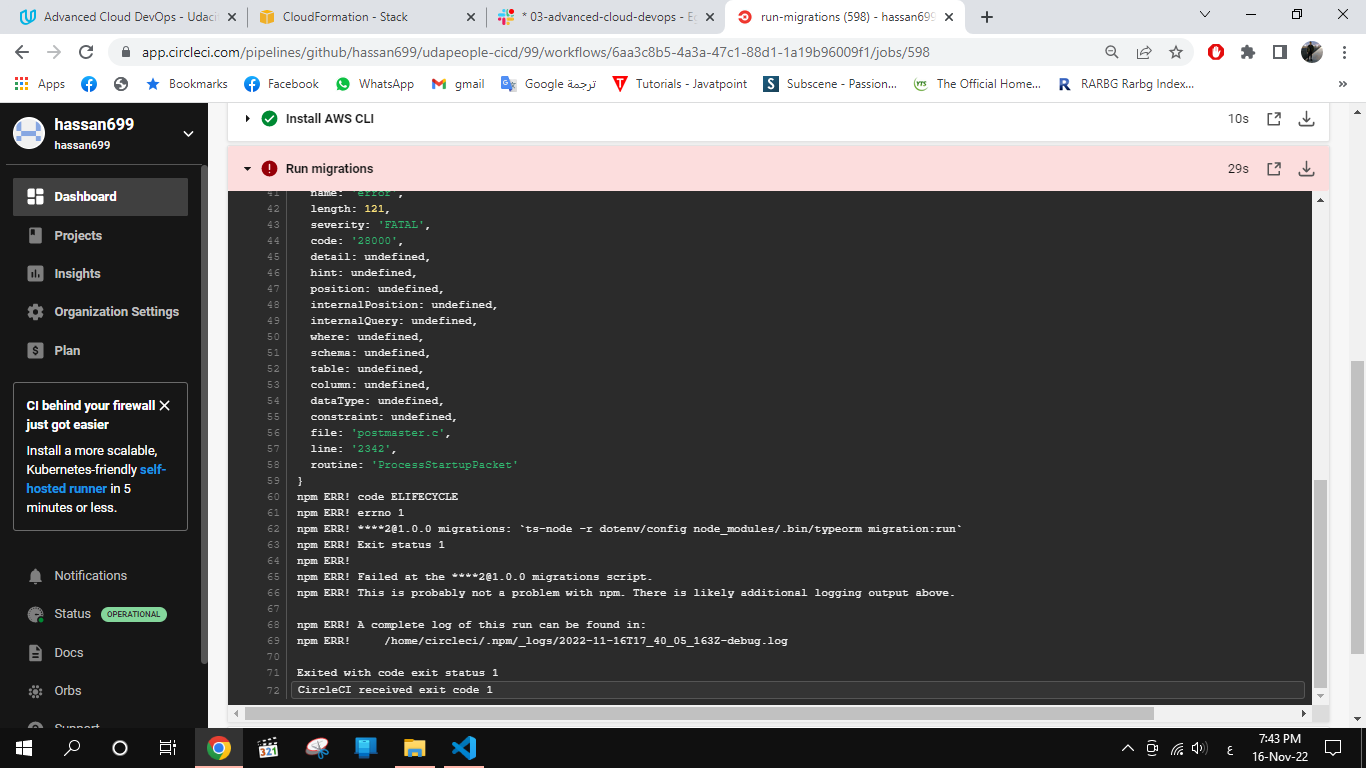 Advanced Cloud DevOps - Udaci
CloudFormation - Stack
* 03-advanced-cloud-devops - Eg
run-migrations (598) - hassan699
app.circleci.com/pipelines/github/hassan699/udapeople-cicd/99/workflows/6aa3c8b5-4a3a-47c1-88d1-1a19b96009f1/jobs/598
Apps
Bookmarks
Facebook
WhatsApp
gmail
ترجمة Google
Tutorials - Javatpoint
Subscene - Passion...
The Official Home...
RARBG Rarbg Index...
»
hassan699
hassan699
Dashboard
Projects
Insights
Organization Settings
Plan
CI behind your firewall
just got easier
Install a more scalable,
Kubernetes-friendly self-
hosted runner in 5
minutes or less.
Notifications
Status OPERATIONAL
Docs
Orbs
Support
Install AWS CLI 10s
Run migrations 29s
41 name: 'error',
42 length: 121,
43 severity: 'FATAL',
44 code: '28000',
45 detail: undefined,
46 hint: undefined,
47 position: undefined,
48 internalPosition: undefined,
49 internalQuery: undefined,
50 where: undefined,
51 schema: undefined,
52 table: undefined,
53 column: undefined,
54 dataType: undefined,
55 constraint: undefined,
56 file: 'postmaster.c',
57 line: '2342',
58 routine: 'ProcessStartupPacket'
59 }
60 npm ERR! code ELIFECYCLE
61 npm ERR! errno 1
62 npm ERR! ****2@1.0.0 migrations: `ts-node -r dotenv/config node_modules/.bin/typeorm migration:run`
63 npm ERR! Exit status 1
64 npm ERR!
65 npm ERR! Failed at the ****2@1.0.0 migrations script.
66 npm ERR! This is probably not a problem with npm. There is likely additional logging output above.
67
68 npm ERR! A complete log of this run can be found in:
69 npm ERR!     /home/circleci/.npm/_logs/2022-11-16T17_40_05_163Z-debug.log
70
71 Exited with code exit status 1
72 CircleCI received exit code 1
321
ع
7:43 PM
16-Nov-22